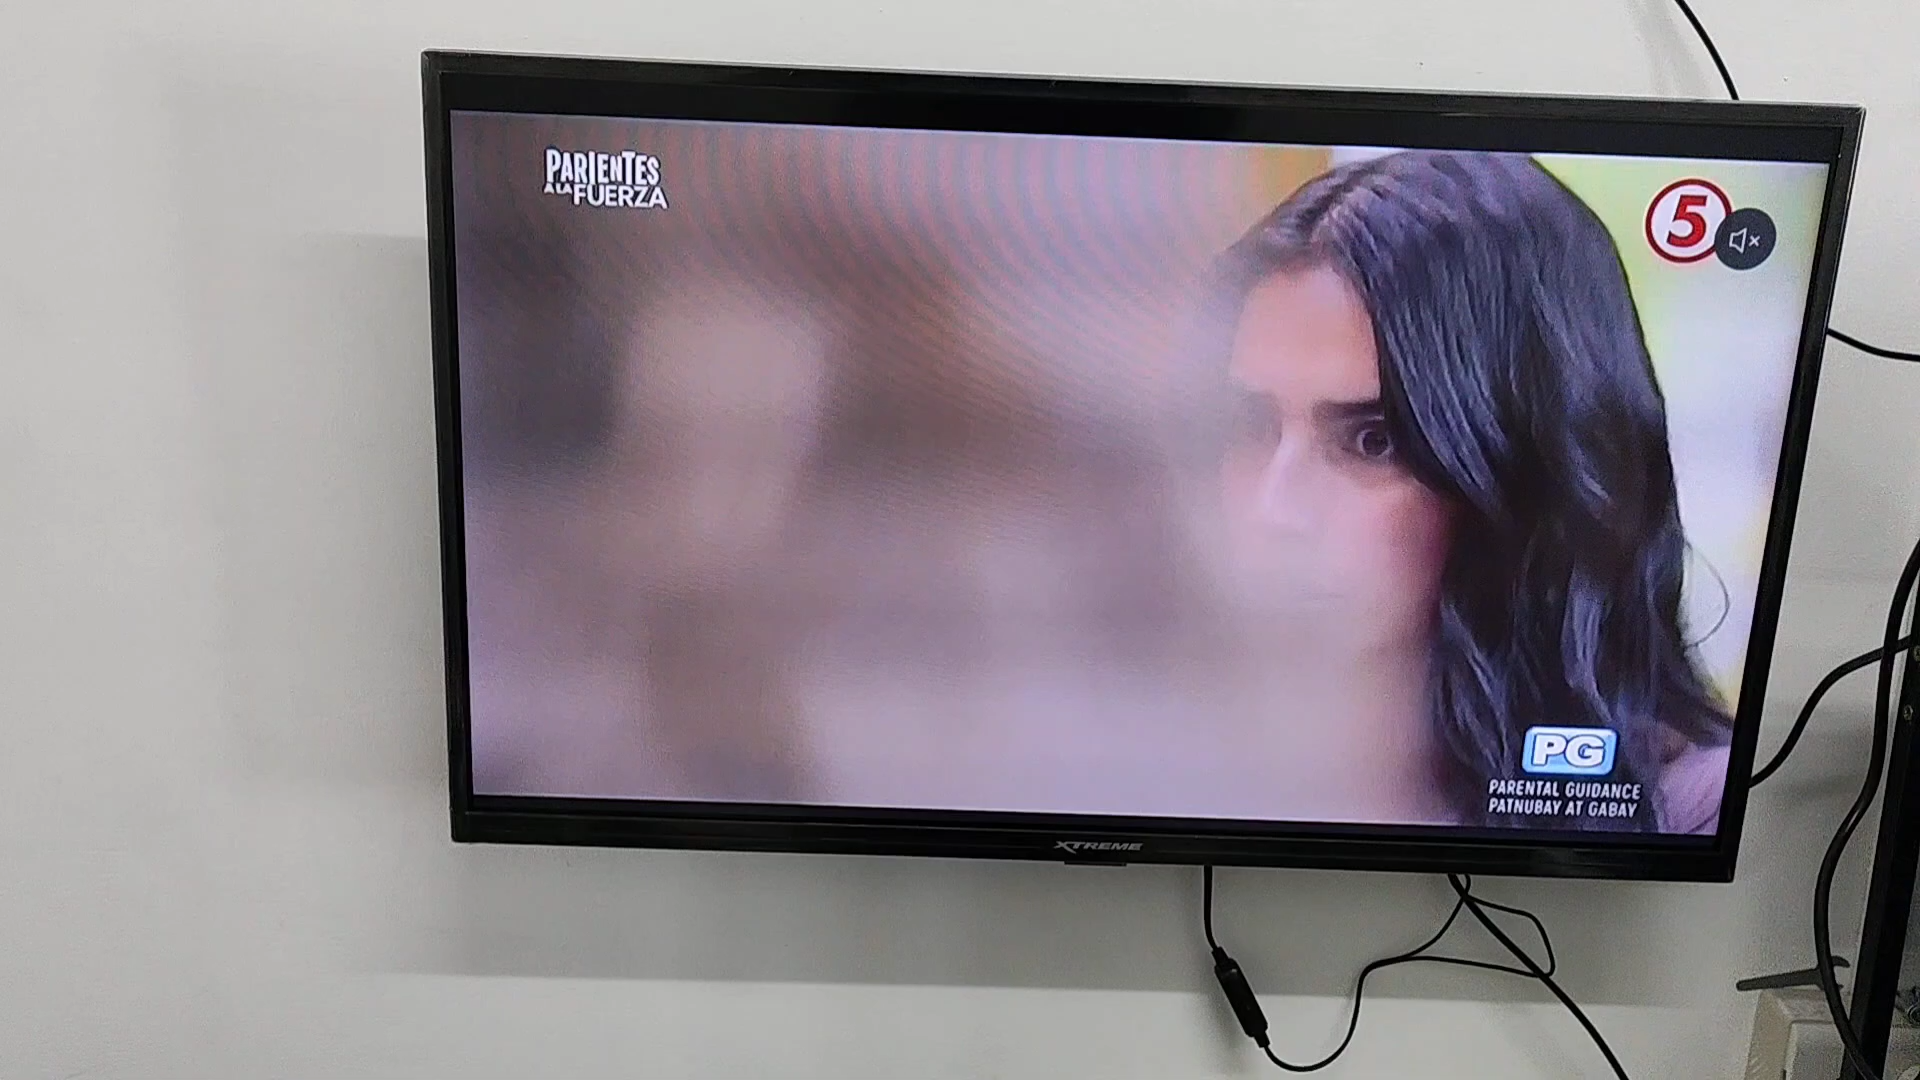 PARIENTES
A LA FUERZA
5
PG
PARENTAL GUIDANCE
PATNUBAY AT GABAY
XTREME